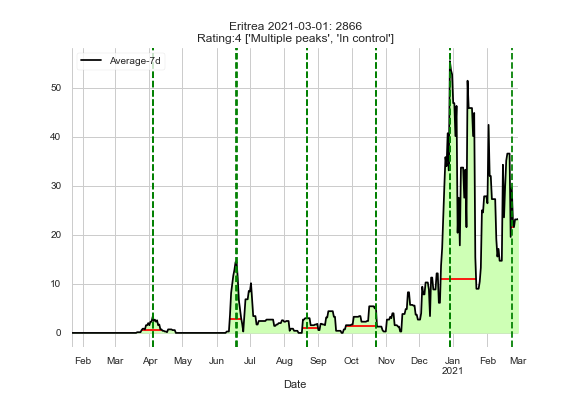 Eritrea 2021-03-01: 2866
Rating:4 ['Multiple peaks', 'In control']
Average-7d
50
40
30
20
10
0
Feb Mar Apr May Jun Jul Aug Sep Oct Nov Dec Jan Feb Mar
2021
Date